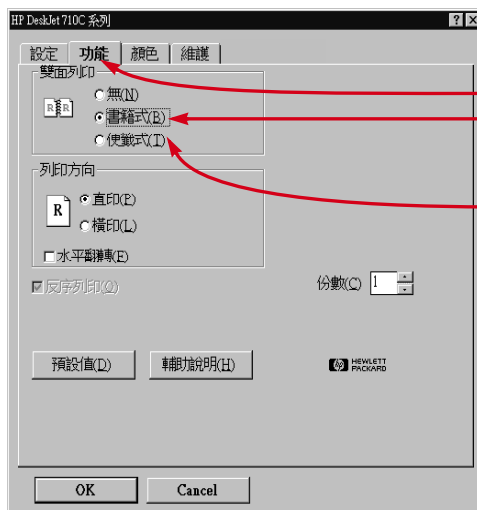 HP DeskJet 710C 系列
設定 功能 顏色 維護
雙面列印
無(N)
書籍式(B)
便籤式(T)
列印方向
R
直印(P)
橫印(L)
水平翻轉(F)
反序列印(O)
份數(C) 1
預設值(D) 輔助說明(H)
hp HEWLETT PACKARD
OK Cancel